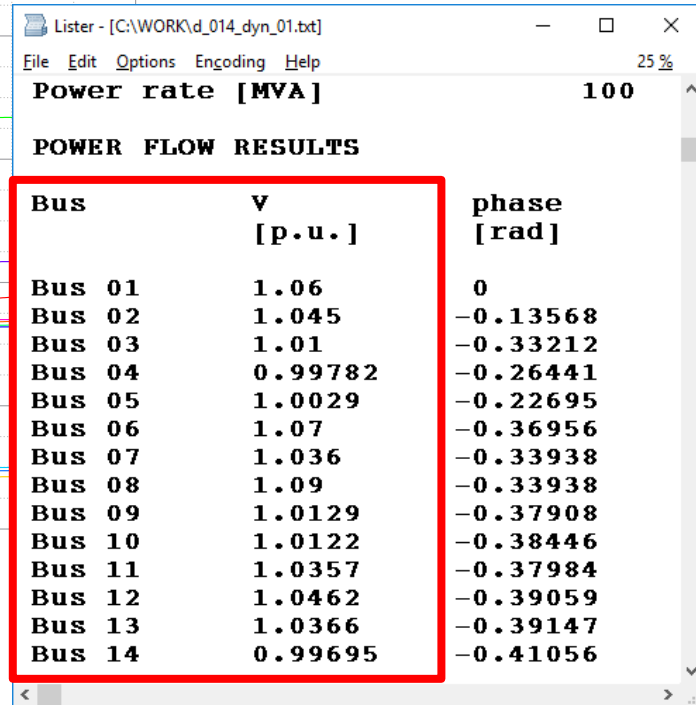 Lister - [C:\WORK\d_014_dyn_01.txt]
File Edit Options Encoding Help 25 %
Power rate [MVA] 100
POWER FLOW RESULTS
Bus V phase
[p.u.] [rad]
Bus 01 1.06 0
Bus 02 1.045 -0.13568
Bus 03 1.01 -0.33212
Bus 04 0.99782 -0.26441
Bus 05 1.0029 -0.22695
Bus 06 1.07 -0.36956
Bus 07 1.036 -0.33938
Bus 08 1.09 -0.33938
Bus 09 1.0129 -0.37908
Bus 10 1.0122 -0.38446
Bus 11 1.0357 -0.37984
Bus 12 1.0462 -0.39059
Bus 13 1.0366 -0.39147
Bus 14 0.99695 -0.41056